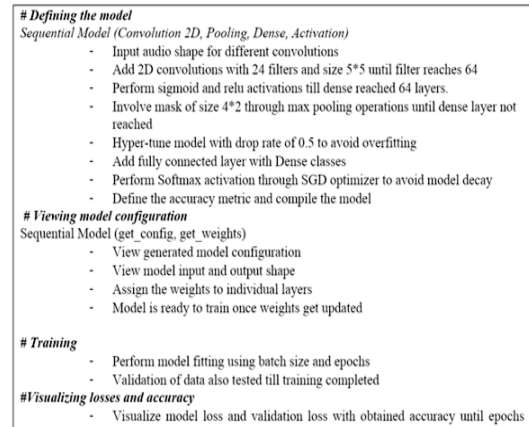 # Defining the model
Sequential Model (Convolution 2D, Pooling, Dense, Activation)
- Input audio shape for different convolutions
- Add 2D convolutions with 24 filters and size 5*5 until filter reaches 64
- Perform sigmoid and relu activations till dense reached 64 layers.
- Involve mask of size 4*2 through max pooling operations until dense layer not
reached
- Hyper-tune model with drop rate of 0.5 to avoid overfitting
- Add fully connected layer with Dense classes
- Perform Softmax activation through SGD optimizer to avoid model decay
- Define the accuracy metric and compile the model
# Viewing model configuration
Sequential Model (get_config, get_weights)
- View generated model configuration
- View model input and output shape
- Assign the weights to individual layers
- Model is ready to train once weights get updated
# Training
- Perform model fitting using batch size and epochs
- Validation of data also tested till training completed
#Visualizing losses and accuracy
- Visualize model loss and validation loss with obtained accuracy until epochs